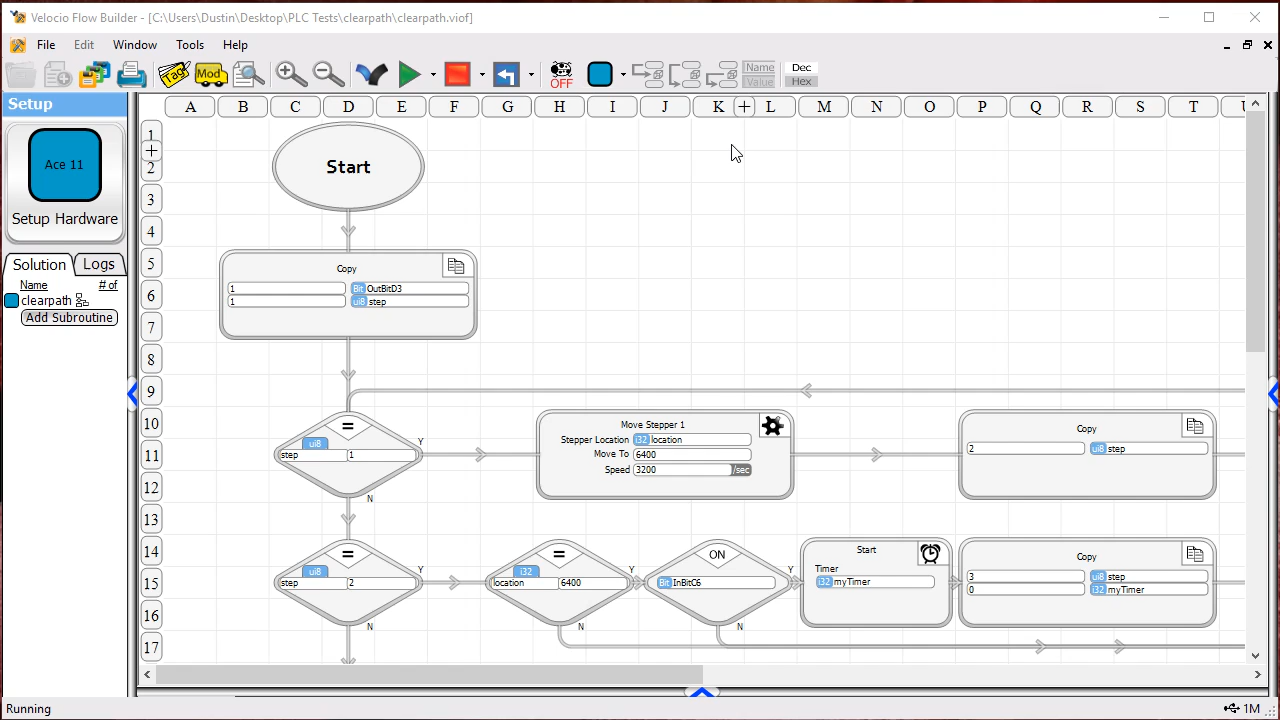 Velocio Flow Builder - [C:\Users\Dustin\Desktop\PLC Tests\clearpath\clearpath.viof]
File Edit Window Tools Help
Tag Mod OFF Name Value Dec Hex
Setup
A B C D E F G H I J K + L M N O P Q R S T U
Ace 11
Setup Hardware
Solution Logs
Name # of
clearpath
Add Subroutine
1
+
2
3
4
5
6
7
8
9
10
11
12
13
14
15
16
17
Start
Copy
1 Bit OutBitD3
1 ui8 step
=
ui8
step 1
Y
N
Move Stepper 1
Stepper Location i32 location
Move To 6400
Speed 3200 /sec
Copy
2 ui8 step
=
ui8
step 2
Y
N
=
i32
location 6400
Y
N
ON
Bit InBitC6
Y
N
Start
Timer
i32 myTimer
Copy
3 ui8 step
0 i32 myTimer
Running 1M